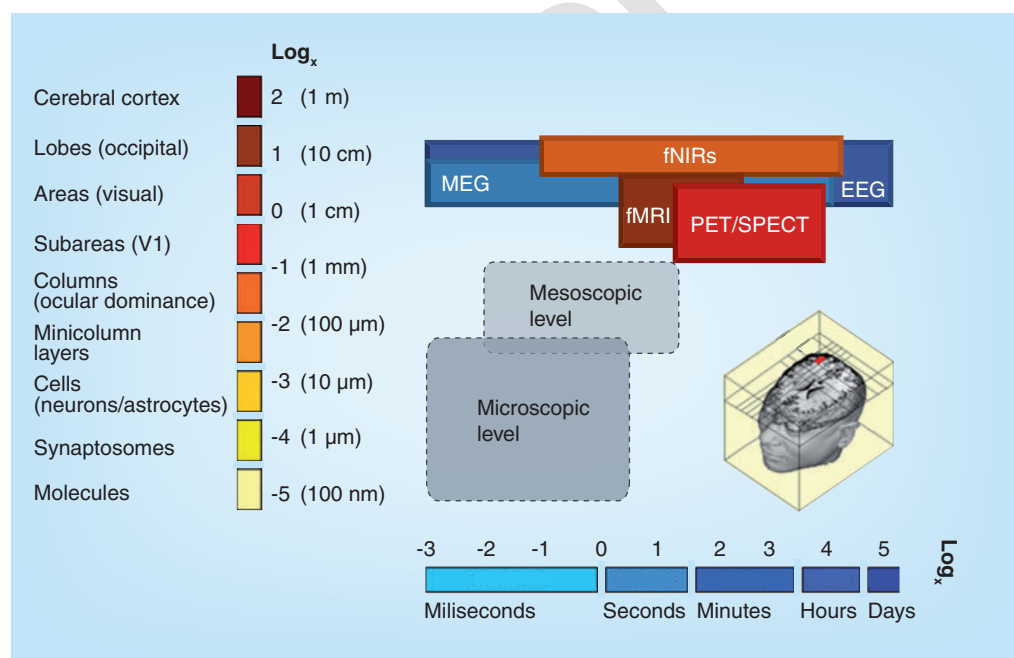 Log x
Cerebral cortex
2 (1 m)
Lobes (occipital)
1 (10 cm)
Areas (visual)
0 (1 cm)
Subareas (V1)
-1 (1 mm)
Columns
(ocular dominance)
-2 (100 µm)
Minicolumn
layers
-3 (10 µm)
Cells
(neurons/astrocytes)
-4 (1 µm)
Synaptosomes
Molecules
-5 (100 nm)
fNIRs
MEG
EEG
fMRI
PET/SPECT
Mesoscopic
level
Microscopic
level
-3 -2 -1 0 1 2 3 4 5
Log x
Miliseconds Seconds Minutes Hours Days